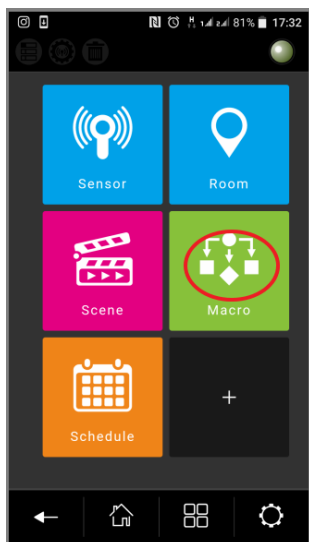 81% 17:32
Sensor
Room
Scene
Macro
Schedule
+